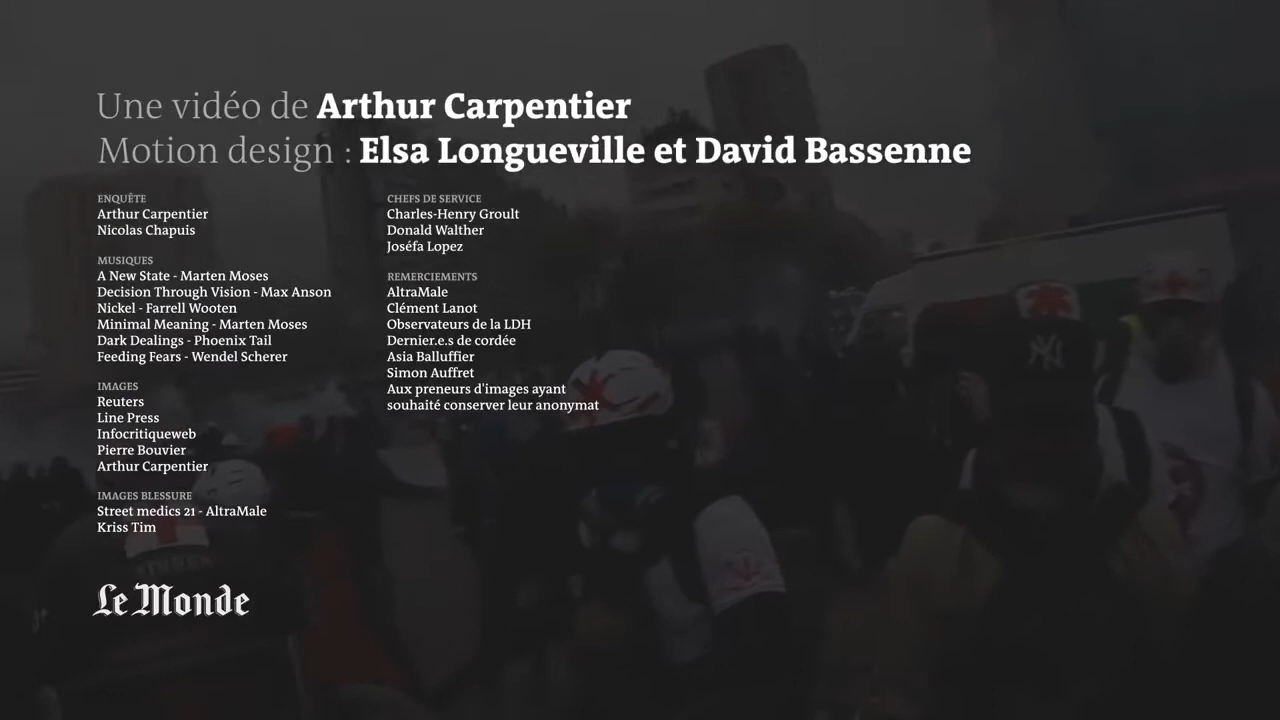 Une vidéo de Arthur Carpentier
Motion design : Elsa Longueville et David Bassenne
ENQUÊTE
Arthur Carpentier
Nicolas Chapuis
MUSIQUES
A New State - Marten Moses
Decision Through Vision - Max Anson
Nickel - Farrell Wooten
Minimal Meaning - Marten Moses
Dark Dealings - Phoenix Tail
Feeding Fears - Wendel Scherer
IMAGES
Reuters
Line Press
Infocritiqueweb
Pierre Bouvier
Arthur Carpentier
IMAGES BLESSURE
Street medics 21 - AltraMale
Kriss Tim
CHEFS DE SERVICE
Charles-Henry Groult
Donald Walther
Joséfa Lopez
REMERCIEMENTS
AltraMale
Clément Lanot
Observateurs de la LDH
Dernier.e.s de cordée
Asia Balluffier
Simon Auffret
Aux preneurs d'images ayant
souhaité conserver leur anonymat
Le Monde
NY